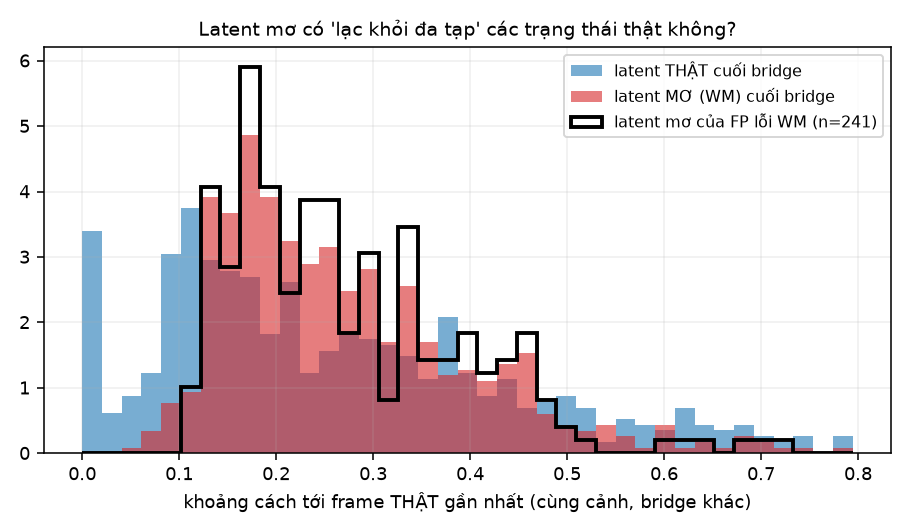 Latent mơ có 'lạc khỏi đa tạp' các trạng thái thật không?
latent THẬT cuối bridge
latent MƠ (WM) cuối bridge
latent mơ của FP lỗi WM (n=241)
6
5
4
3
2
1
0
0.0 0.1 0.2 0.3 0.4 0.5 0.6 0.7 0.8
khoảng cách tới frame THẬT gần nhất (cùng cảnh, bridge khác)